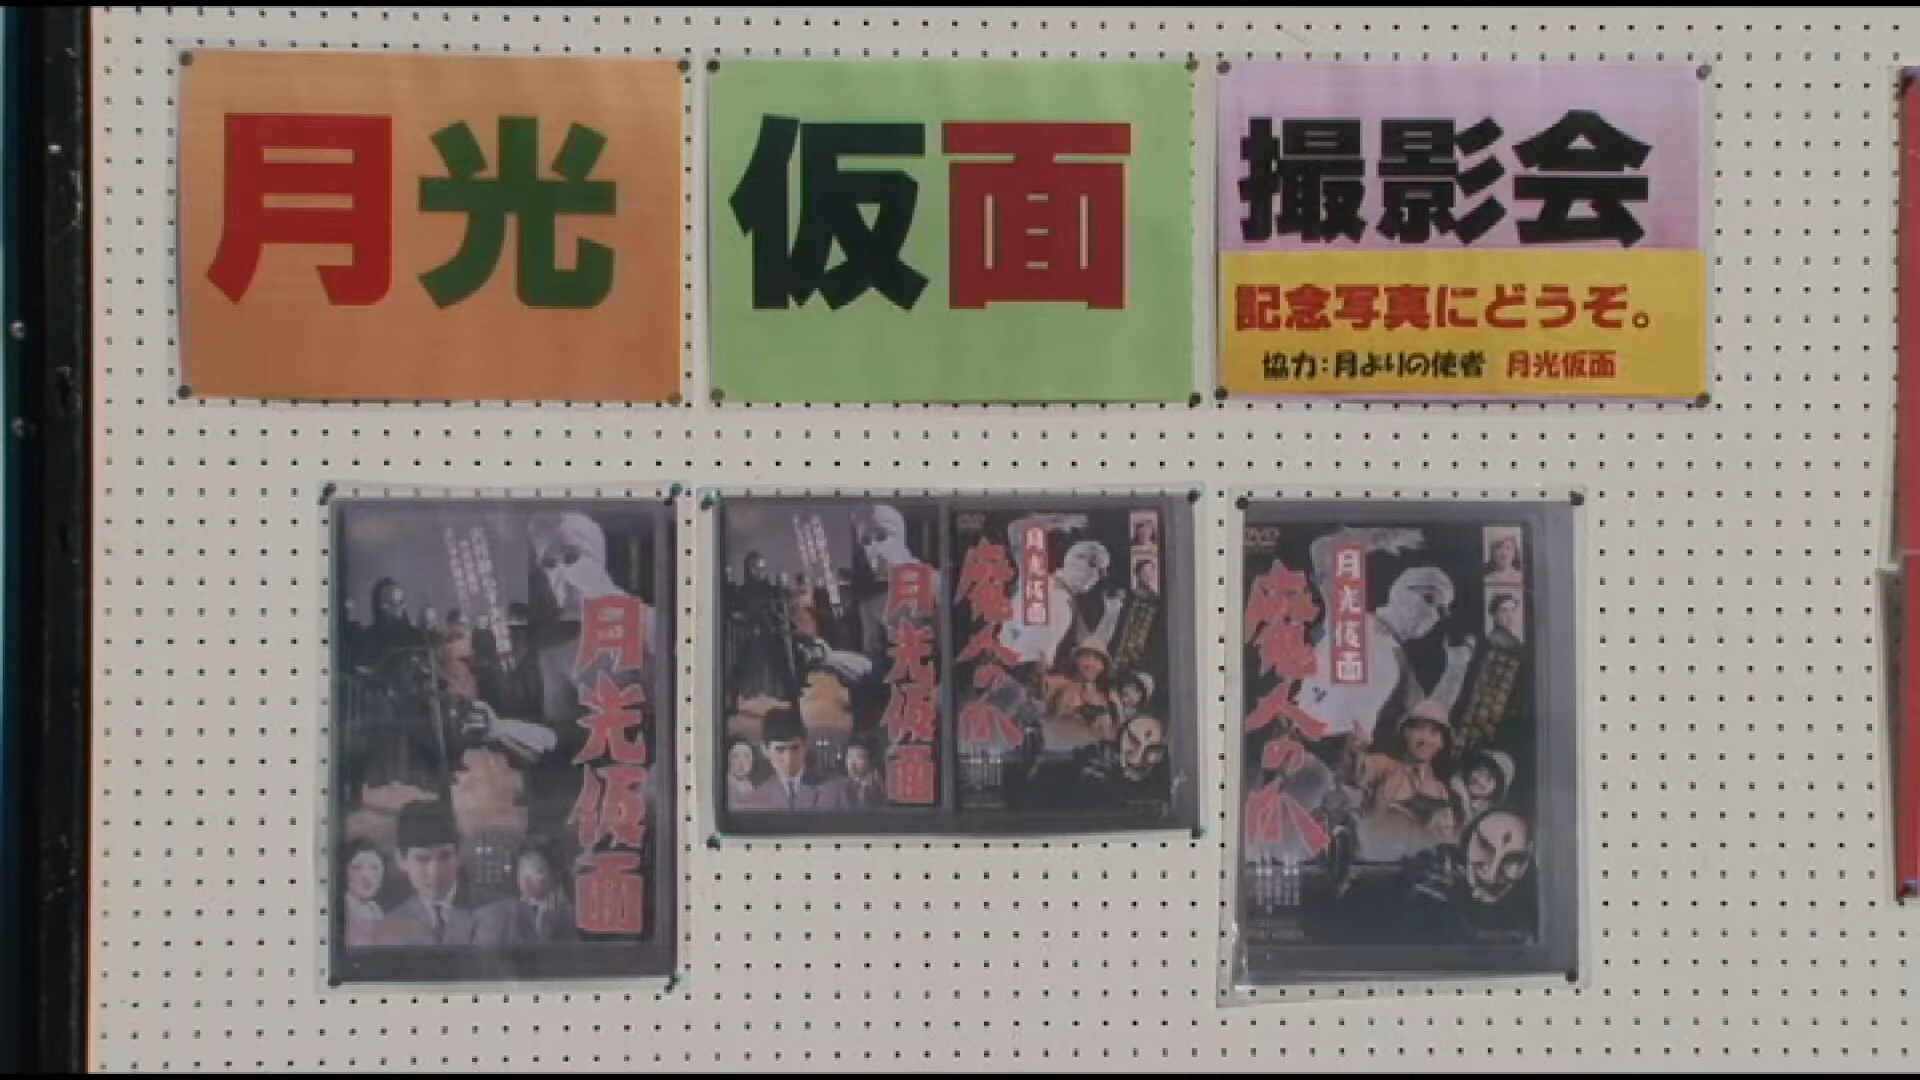 月光
仮面
撮影会
記念写真にどうぞ。
協力:月よりの使者 月光仮面
月光仮面
月光仮面
DVD
月光仮面
魔人の爪
DVD
月光仮面
魔人の爪